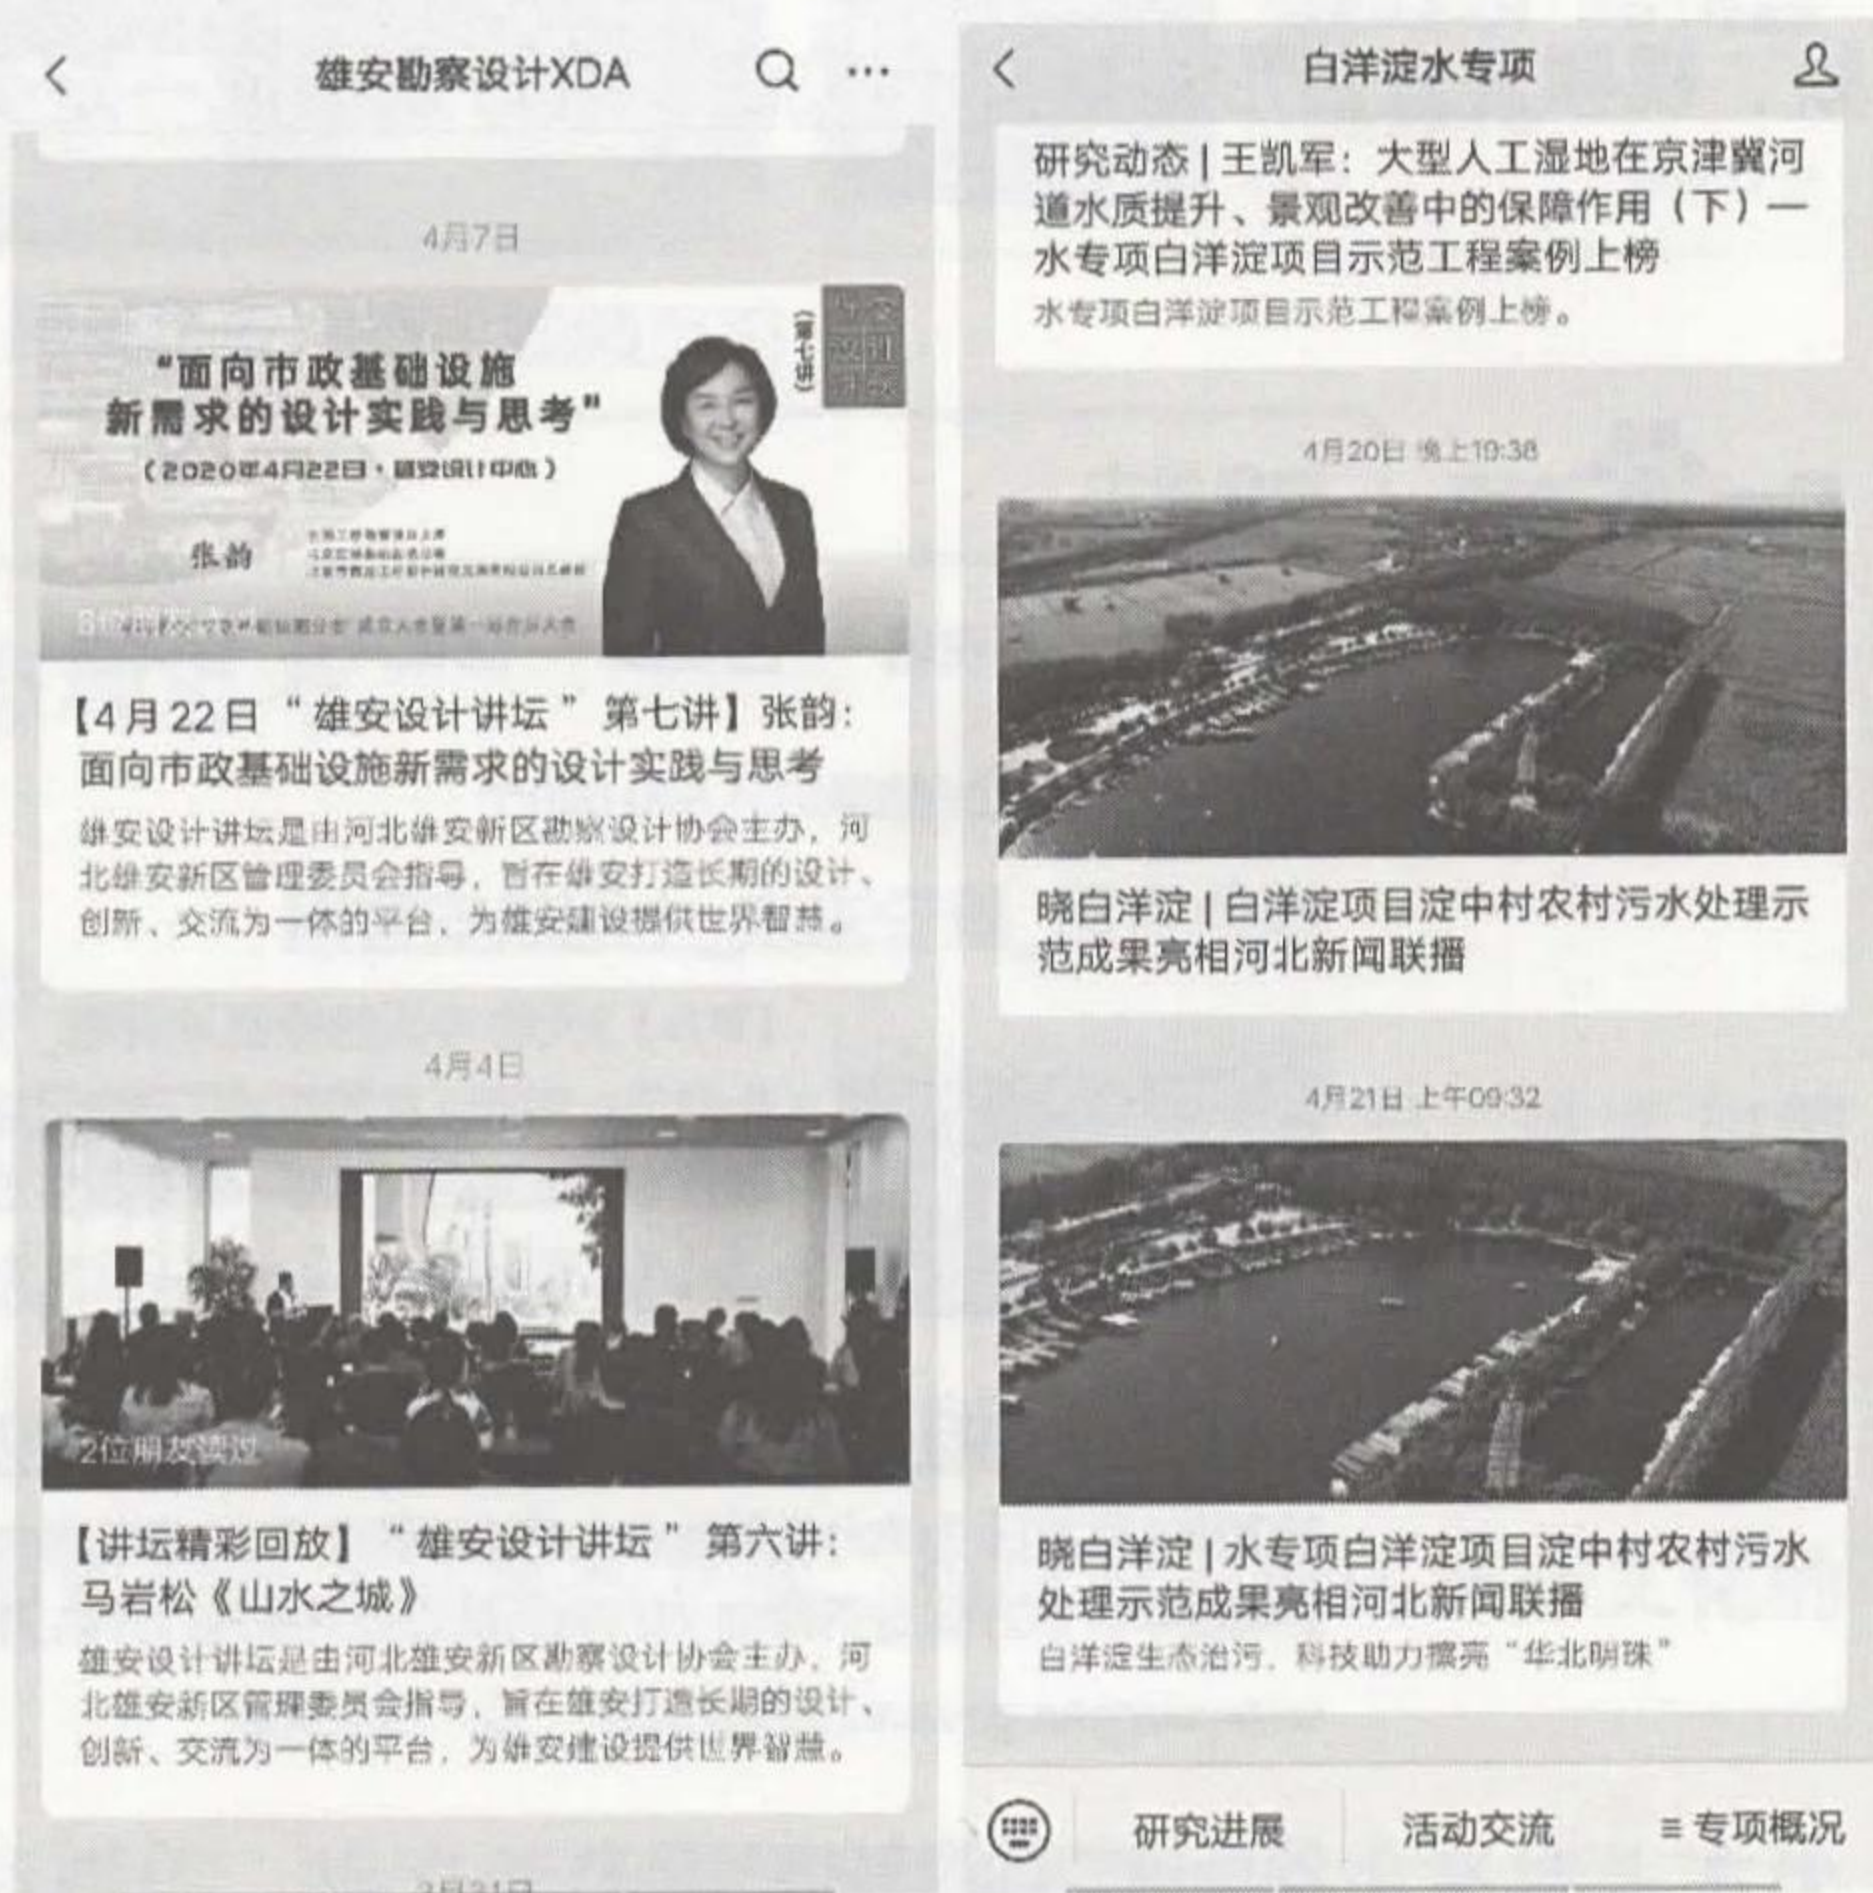 雄安勘察设计XDA
4月7日
“面向市政基础设施
新需求的设计实践与思考”
（2020年4月22日·雄安设计中心）
（第七讲）
张韵
【4月22日“雄安设计讲坛”第七讲】张韵：
面向市政基础设施新需求的设计实践与思考
雄安设计讲坛是由河北雄安新区勘察设计协会主办，河
北雄安新区管理委员会指导，旨在雄安打造长期的设计、
创新、交流为一体的平台，为雄安建设提供世界智慧。
4月4日
2位朋友读过
【讲坛精彩回放】“雄安设计讲坛”第六讲：
马岩松《山水之城》
雄安设计讲坛是由河北雄安新区勘察设计协会主办，河
北雄安新区管理委员会指导，旨在雄安打造长期的设计、
创新、交流为一体的平台，为雄安建设提供世界智慧。
3月31日
白洋淀水专项
研究动态 | 王凯军：大型人工湿地在京津冀河
道水质提升、景观改善中的保障作用（下）—
水专项白洋淀项目示范工程案例上榜
水专项白洋淀项目示范工程案例上榜。
4月20日 晚上19:38
晓白洋淀 | 白洋淀项目淀中村农村污水处理示
范成果亮相河北新闻联播
4月21日 上午09:32
晓白洋淀 | 水专项白洋淀项目淀中村农村污水
处理示范成果亮相河北新闻联播
白洋淀生态治污，科技助力擦亮“华北明珠”
研究进展
活动交流
专项概况